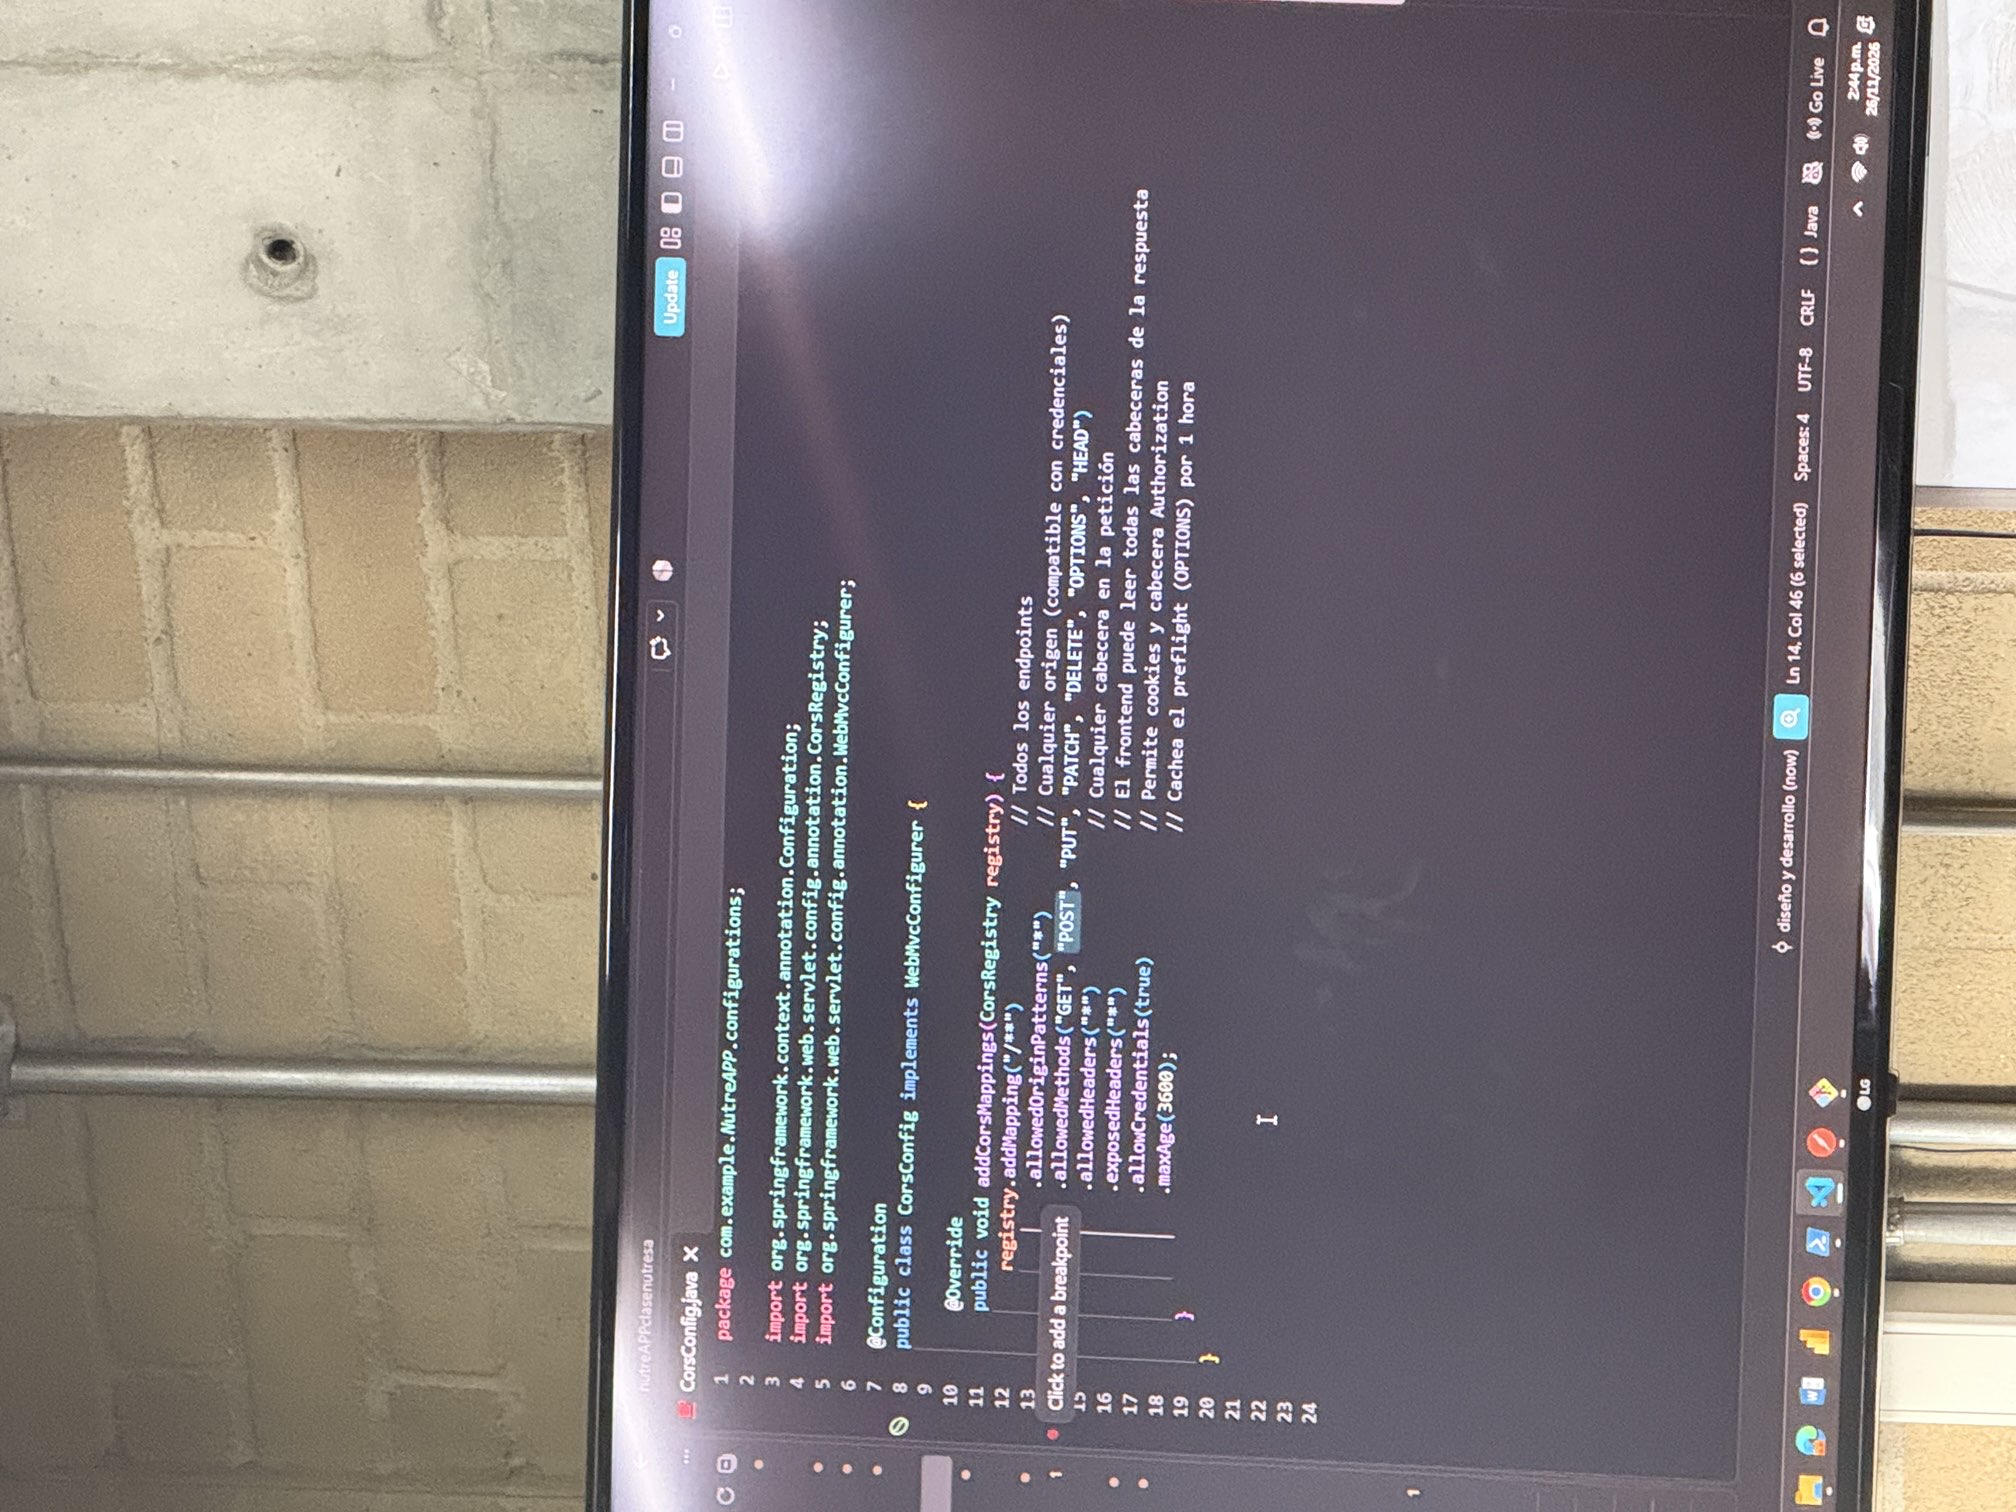 nutreAPPclasenutresa
Update
CorsConfig.java
1 package com.example.NutreAPP.configurations;
2
3 import org.springframework.context.annotation.Configuration;
4 import org.springframework.web.servlet.config.annotation.CorsRegistry;
5 import org.springframework.web.servlet.config.annotation.WebMvcConfigurer;
6
7 @Configuration
8 public class CorsConfig implements WebMvcConfigurer {
9
10 @Override
11 public void addCorsMappings(CorsRegistry registry) {
12 registry.addMapping("/**") // Todos los endpoints
13 .allowedOriginPatterns("*") // Cualquier origen (compatible con credenciales)
1 Click to add a breakpoint .allowedMethods("GET", "POST", "PUT", "PATCH", "DELETE", "OPTIONS", "HEAD")
15 .allowedHeaders("*") // Cualquier cabecera en la petición
16 .exposedHeaders("*") // El frontend puede leer todas las cabeceras de la respuesta
17 .allowCredentials(true) // Permite cookies y cabecera Authorization
18 .maxAge(3600); // Cachea el preflight (OPTIONS) por 1 hora
19 }
20 }
21
22
23
24
1
diseño y desarrollo (now) Ln 14, Col 46 (6 selected) Spaces: 4 UTF-8 CRLF {} Java Go Live
2:44 p.m.
26/11/2026
LG